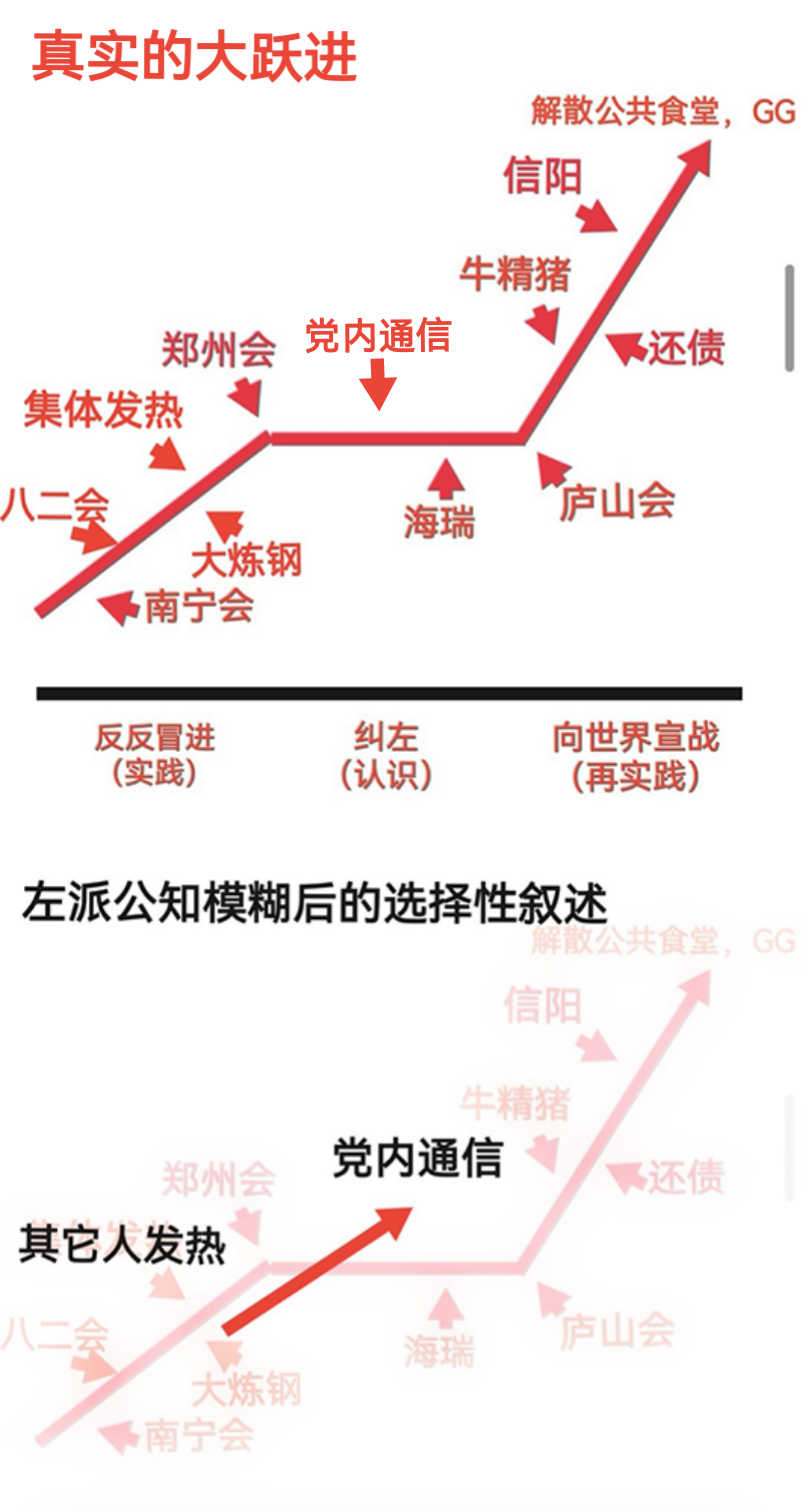 真实的大跃进
解散公共食堂，GG
信阳
牛精猪
党内通信
郑州会
还债
集体发热
八二会
海瑞
庐山会
大炼钢
南宁会
反反冒进
（实践）
纠左
（认识）
向世界宣战
（再实践）
左派公知模糊后的选择性叙述
解散公共食堂，GG
信阳
牛精猪
党内通信
郑州会
还债
集体发热
其它人发热
八二会
海瑞
庐山会
大炼钢
南宁会